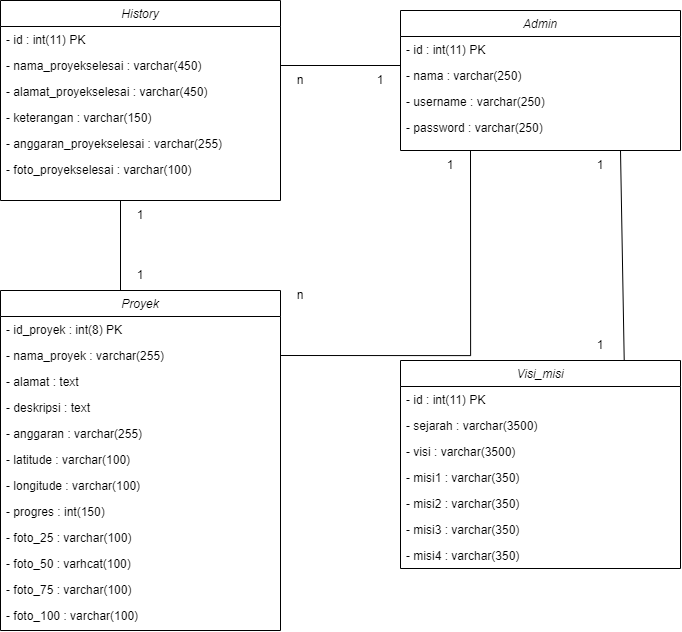 History
- id : int(11) PK
- nama_proyekselesai : varchar(450)
- alamat_proyekselesai : varchar(450)
- keterangan : varchar(150)
- anggaran_proyekselesai : varchar(255)
- foto_proyekselesai : varchar(100)
n
1
Admin
- id : int(11) PK
- nama : varchar(250)
- username : varchar(250)
- password : varchar(250)
1
1
1
1
n
1
Proyek
- id_proyek : int(8) PK
- nama_proyek : varchar(255)
- alamat : text
- deskripsi : text
- anggaran : varchar(255)
- latitude : varchar(100)
- longitude : varchar(100)
- progres : int(150)
- foto_25 : varchar(100)
- foto_50 : varhcat(100)
- foto_75 : varchar(100)
- foto_100 : varchar(100)
Visi_misi
- id : int(11) PK
- sejarah : varchar(3500)
- visi : varchar(3500)
- misi1 : varchar(350)
- misi2 : varchar(350)
- misi3 : varchar(350)
- misi4 : varchar(350)